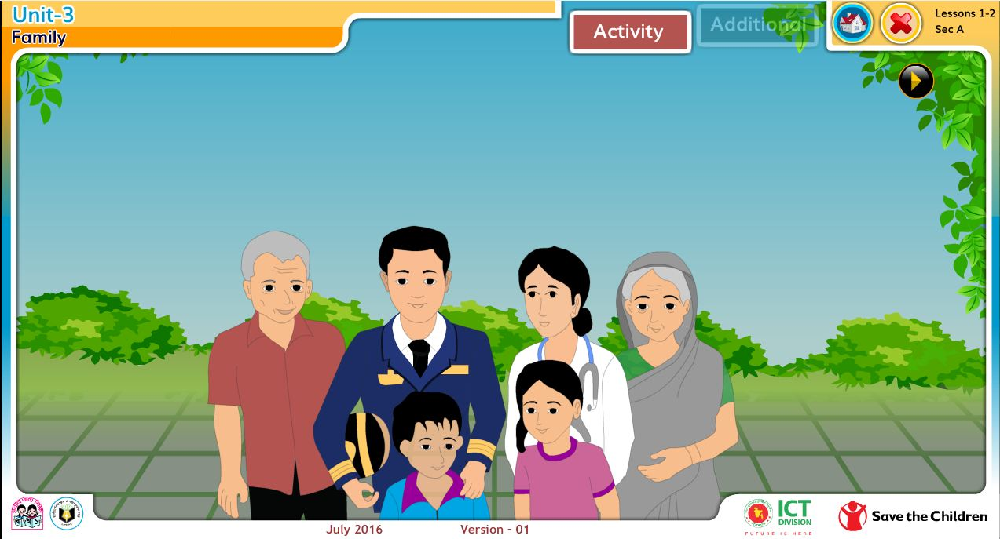 Unit-3
Family
Activity
Additional
Lessons 1-2
Sec A
July 2016
Version - 01
ICT
DIVISION
FUTURE IS HERE
Save the Children